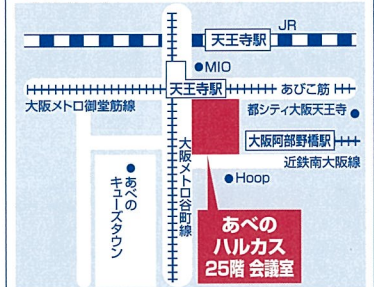 JR
天王寺駅
●MIO
天王寺駅
あびこ筋
大阪メトロ御堂筋線
都シティ大阪天王寺●
大阪阿部野橋駅
近鉄南大阪線
大阪メトロ谷町線
●あべの
キューズタウン
●Hoop
あべの
ハルカス
25階 会議室